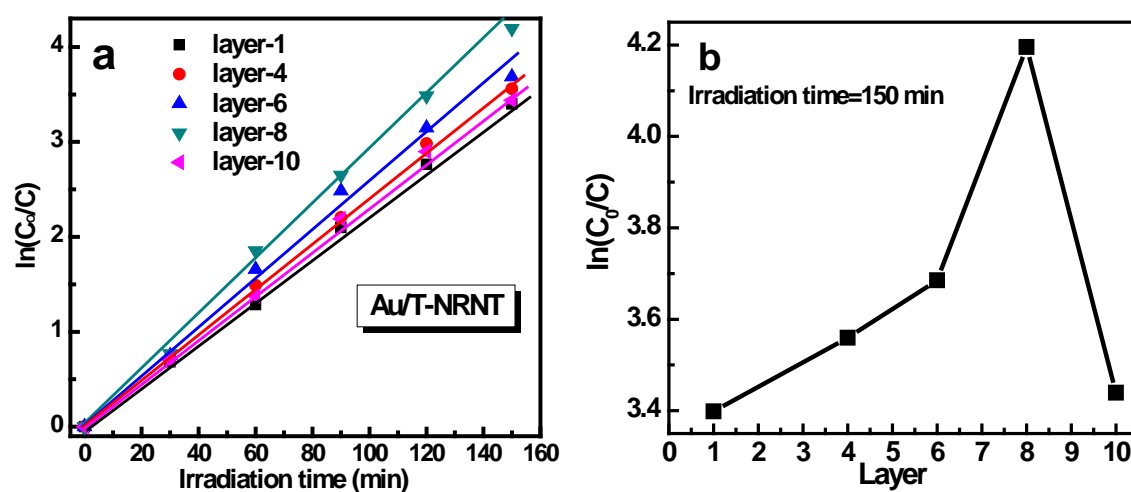 a
layer-1
layer-4
layer-6
layer-8
layer-10
Au/T-NRNT
ln(C₀/C)
4
3
2
1
0
0 20 40 60 80 100 120 140 160
Irradiation time (min)
b
Irradiation time=150 min
ln(C₀/C)
4.2
4.0
3.8
3.6
3.4
0 1 2 3 4 5 6 7 8 9 10
Layer